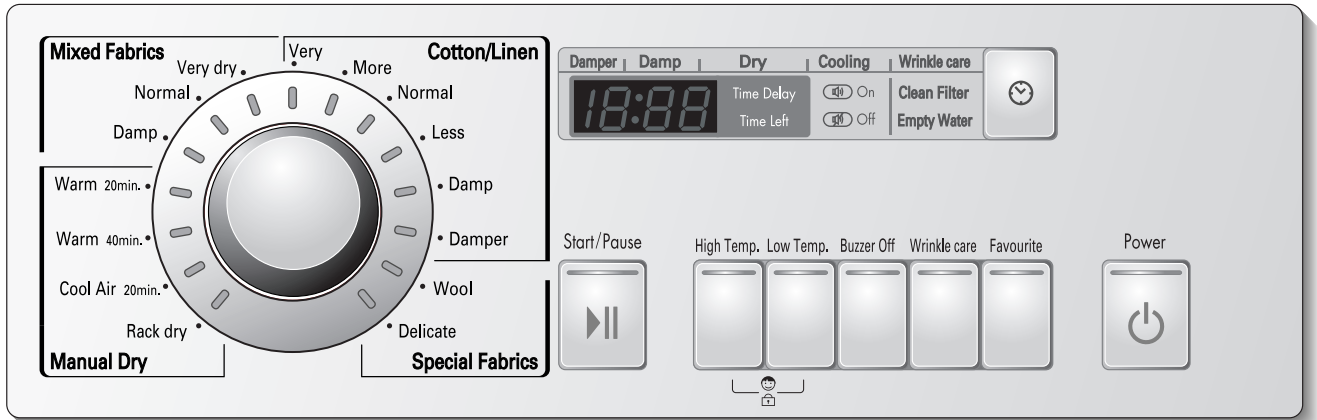 Mixed Fabrics
Very dry
Normal
Damp
Warm 20min.
Warm 40min.
Cool Air 20min.
Rack dry
Manual Dry
Cotton/Linen
Very
More
Normal
Less
Damp
Damper
Wool
Delicate
Special Fabrics
Damper Damp Dry Cooling Wrinkle care
18:88
Time Delay
Time Left
On
Off
Clean Filter
Empty Water
Start/Pause
High Temp.
Low Temp.
Buzzer Off
Wrinkle care
Favourite
Power